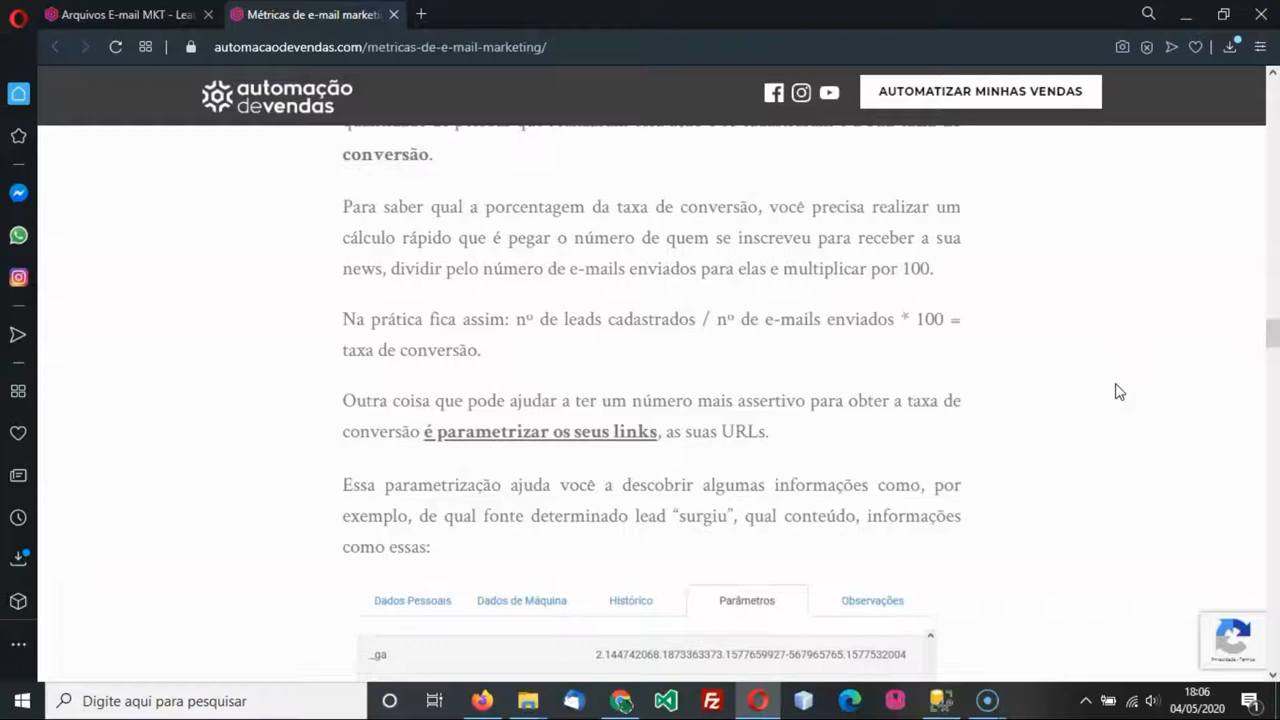 Arquivos E-mail MKT - Lea
Métricas de e-mail marketi
automacaodevendas.com/metricas-de-e-mail-marketing/
automação
devendas
AUTOMATIZAR MINHAS VENDAS
conversão.
Para saber qual a porcentagem da taxa de conversão, você precisa realizar um
cálculo rápido que é pegar o número de quem se inscreveu para receber a sua
news, dividir pelo número de e-mails enviados para elas e multiplicar por 100.
Na prática fica assim: nº de leads cadastrados / nº de e-mails enviados * 100 =
taxa de conversão.
Outra coisa que pode ajudar a ter um número mais assertivo para obter a taxa de
conversão é parametrizar os seus links, as suas URLs.
Essa parametrização ajuda você a descobrir algumas informações como, por
exemplo, de qual fonte determinado lead “surgiu”, qual conteúdo, informações
como essas:
Dados Pessoais Dados de Máquina Histórico Parâmetros Observações
_ga 2.144742068.1873363373.1577659927-567965765.1577532004
Privacidade - Termos
Digite aqui para pesquisar
18:06
04/05/2020